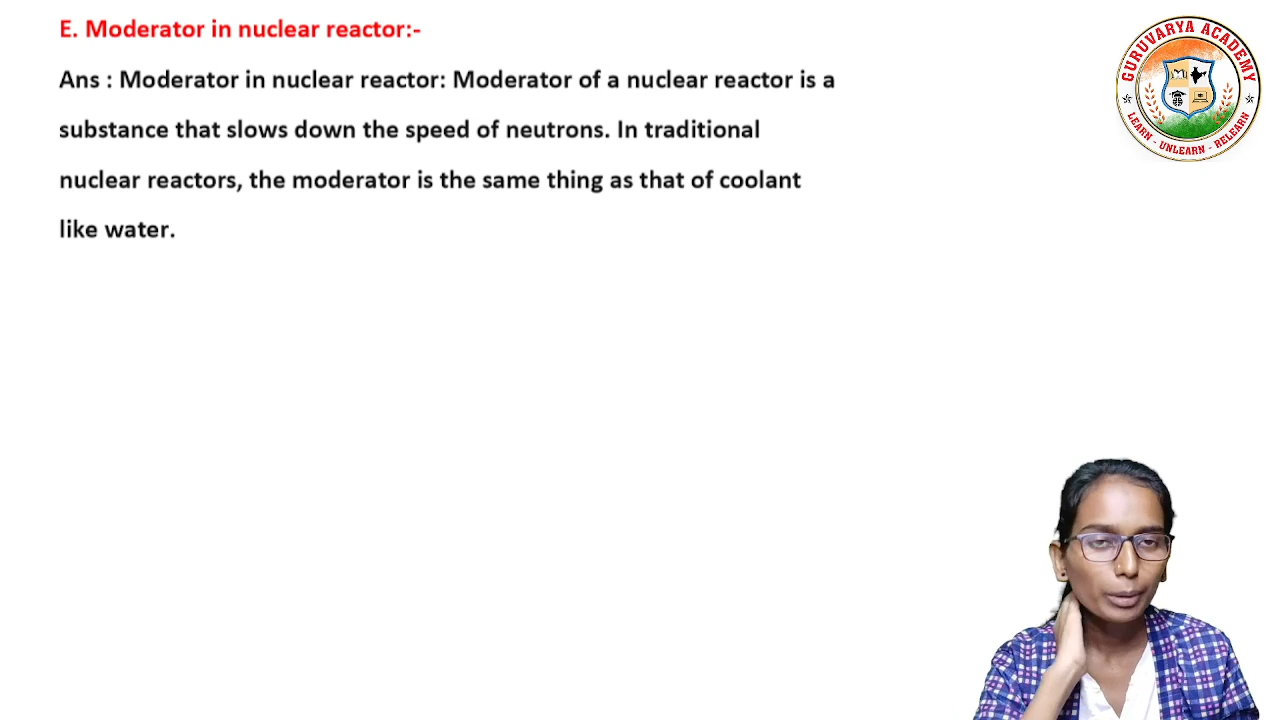 E. Moderator in nuclear reactor:-
Ans : Moderator in nuclear reactor: Moderator of a nuclear reactor is a
substance that slows down the speed of neutrons. In traditional
nuclear reactors, the moderator is the same thing as that of coolant
like water.
GURUVARYA ACADEMY
LEARN - UNLEARN - RELEARN